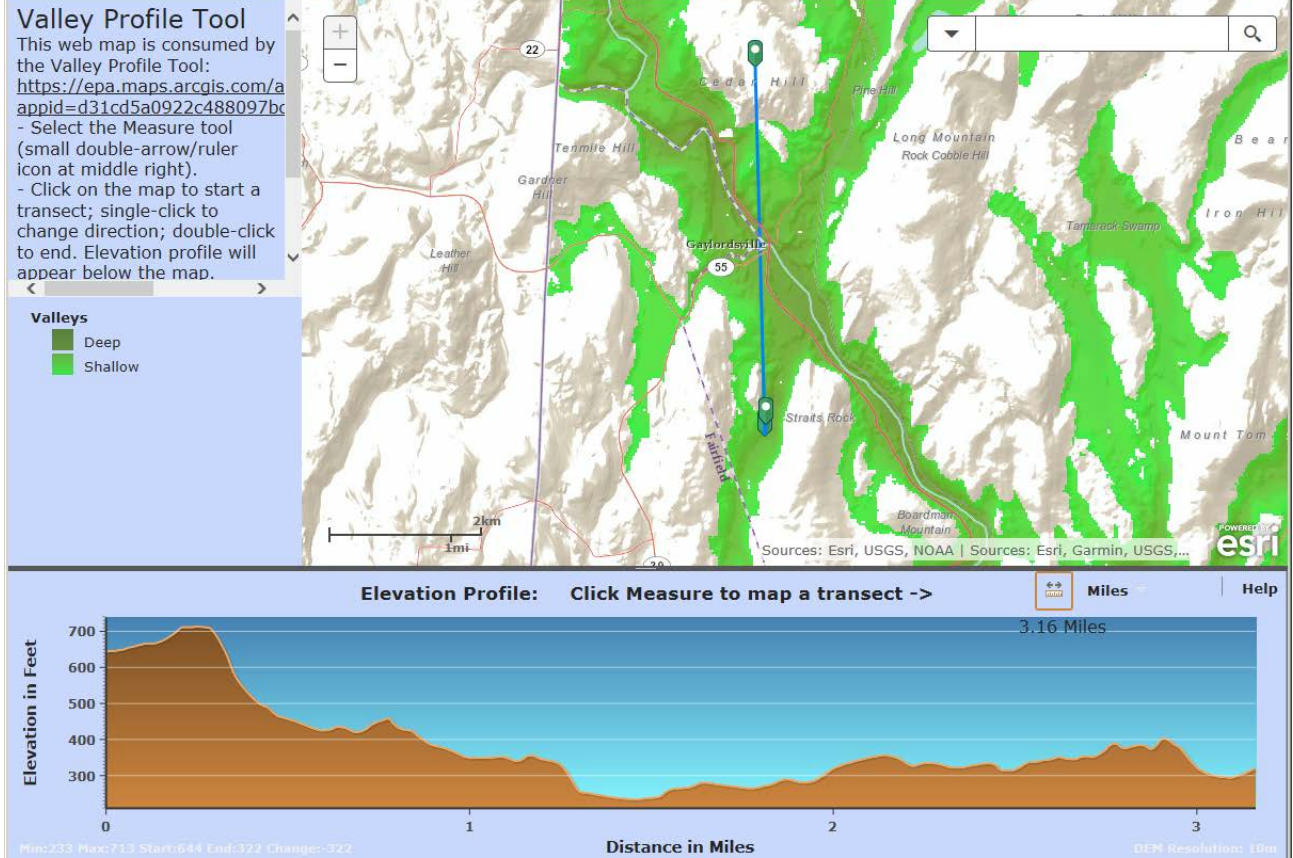 Valley Profile Tool
This web map is consumed by
the Valley Profile Tool:
https://epa.maps.arcgis.com/a
appid=d31cd5a0922c488097bc
- Select the Measure tool
(small double-arrow/ruler
icon at middle right).
- Click on the map to start a
transect; single-click to
change direction; double-click
to end. Elevation profile will
appear below the map.
Valleys
Deep
Shallow
+
−
22
Cedar Hill
Pine Hill
Tenmile Hill
Long Mountain
Rock Cobble Hill
Bear
Gardner
Hill
Iron Hil
Tamarack Swamp
Gaylordsville
55
Leather
Hill
Straits Rock
Fairfield
Mount Tom
Boardman
Mountain
2km
1mi
Sources: Esri, USGS, NOAA | Sources: Esri, Garmin, USGS,...
POWERED BY
esri
Elevation Profile: Click Measure to map a transect ->
Miles
Help
3.16 Miles
Elevation in Feet
700
600
500
400
300
0 1 2 3
Distance in Miles
Min:233 Max:713 Start:644 End:322 Change:-322
DEM Resolution: 10m